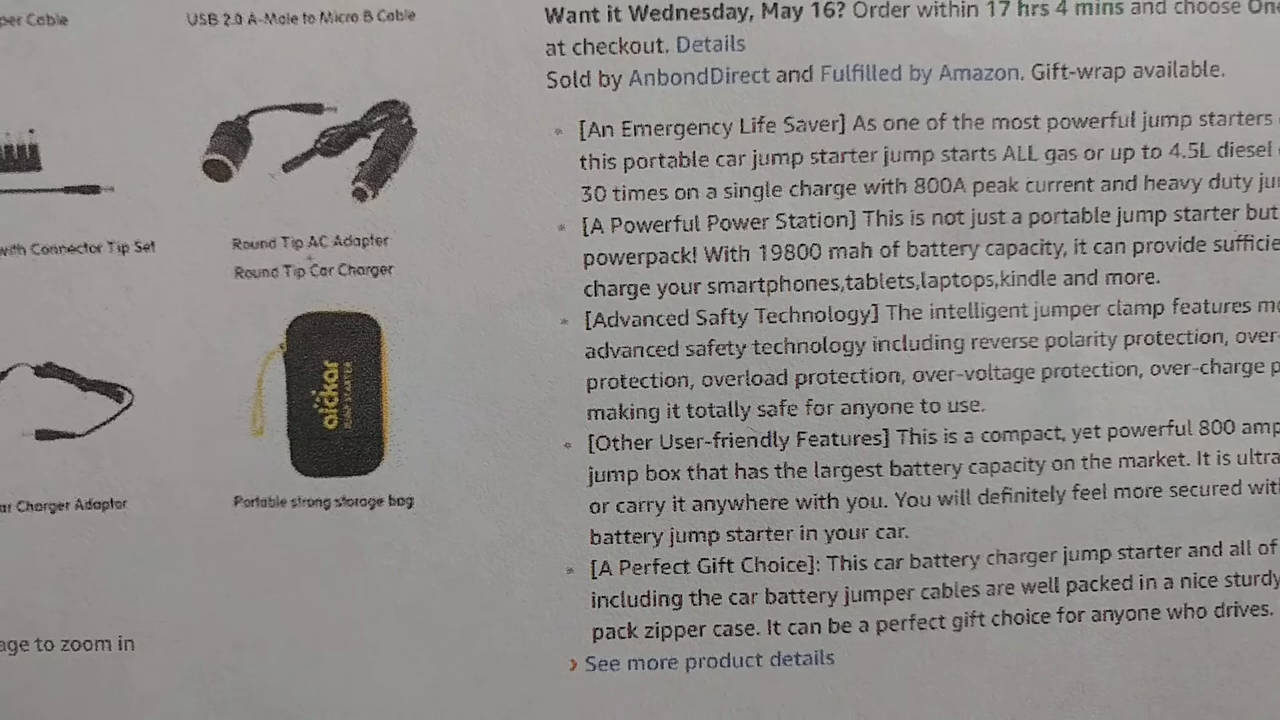 per Cable
USB 2.0 A-Male to Micro B Cable
with Connector Tip Set
Round Tip AC Adapter
+
Round Tip Car Charger
aickar
JUMP STARTER
ar Charger Adaptor
Portable strong storage bag
age to zoom in
Want it Wednesday, May 16? Order within 17 hrs 4 mins and choose One
at checkout. Details
Sold by AnbondDirect and Fulfilled by Amazon. Gift-wrap available.
[An Emergency Life Saver] As one of the most powerful jump starters
this portable car jump starter jump starts ALL gas or up to 4.5L diesel
30 times on a single charge with 800A peak current and heavy duty ju
[A Powerful Power Station] This is not just a portable jump starter but
powerpack! With 19800 mah of battery capacity, it can provide sufficie
charge your smartphones,tablets,laptops,kindle and more.
[Advanced Safty Technology] The intelligent jumper clamp features mo
advanced safety technology including reverse polarity protection, over-
protection, overload protection, over-voltage protection, over-charge p
making it totally safe for anyone to use.
[Other User-friendly Features] This is a compact, yet powerful 800 amp
jump box that has the largest battery capacity on the market. It is ultra
or carry it anywhere with you. You will definitely feel more secured with
battery jump starter in your car.
[A Perfect Gift Choice]: This car battery charger jump starter and all of
including the car battery jumper cables are well packed in a nice sturdy
pack zipper case. It can be a perfect gift choice for anyone who drives.
› See more product details